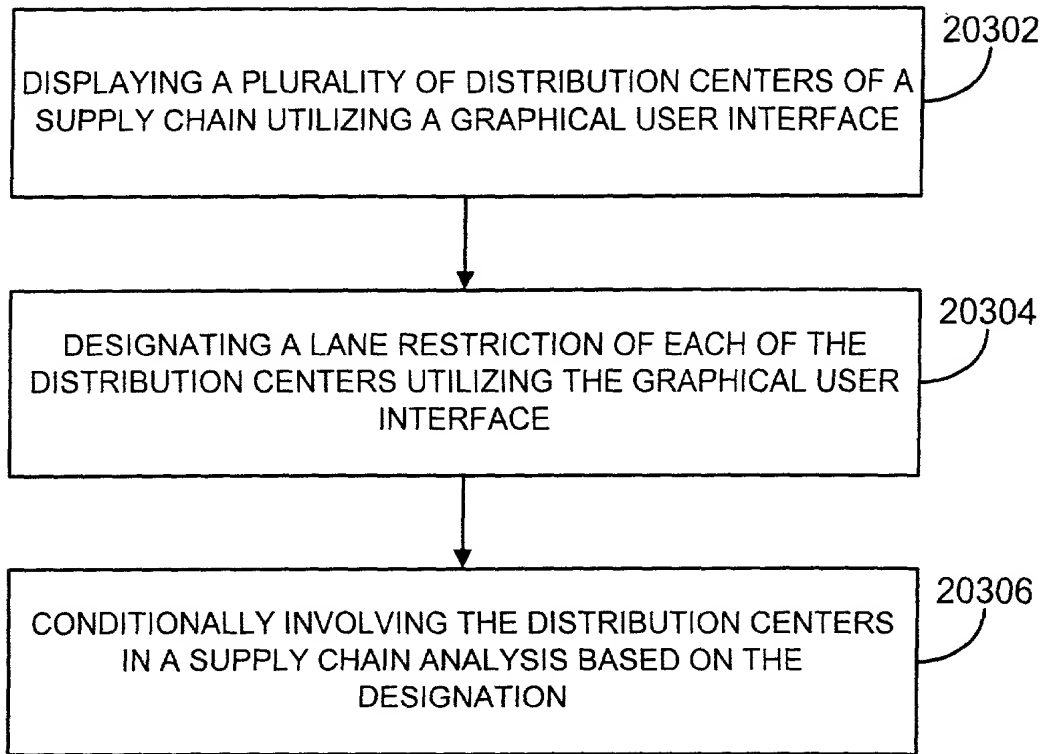 20302
DISPLAYING A PLURALITY OF DISTRIBUTION CENTERS OF A
SUPPLY CHAIN UTILIZING A GRAPHICAL USER INTERFACE
20304
DESIGNATING A LANE RESTRICTION OF EACH OF THE
DISTRIBUTION CENTERS UTILIZING THE GRAPHICAL USER
INTERFACE
20306
CONDITIONALLY INVOLVING THE DISTRIBUTION CENTERS
IN A SUPPLY CHAIN ANALYSIS BASED ON THE
DESIGNATION